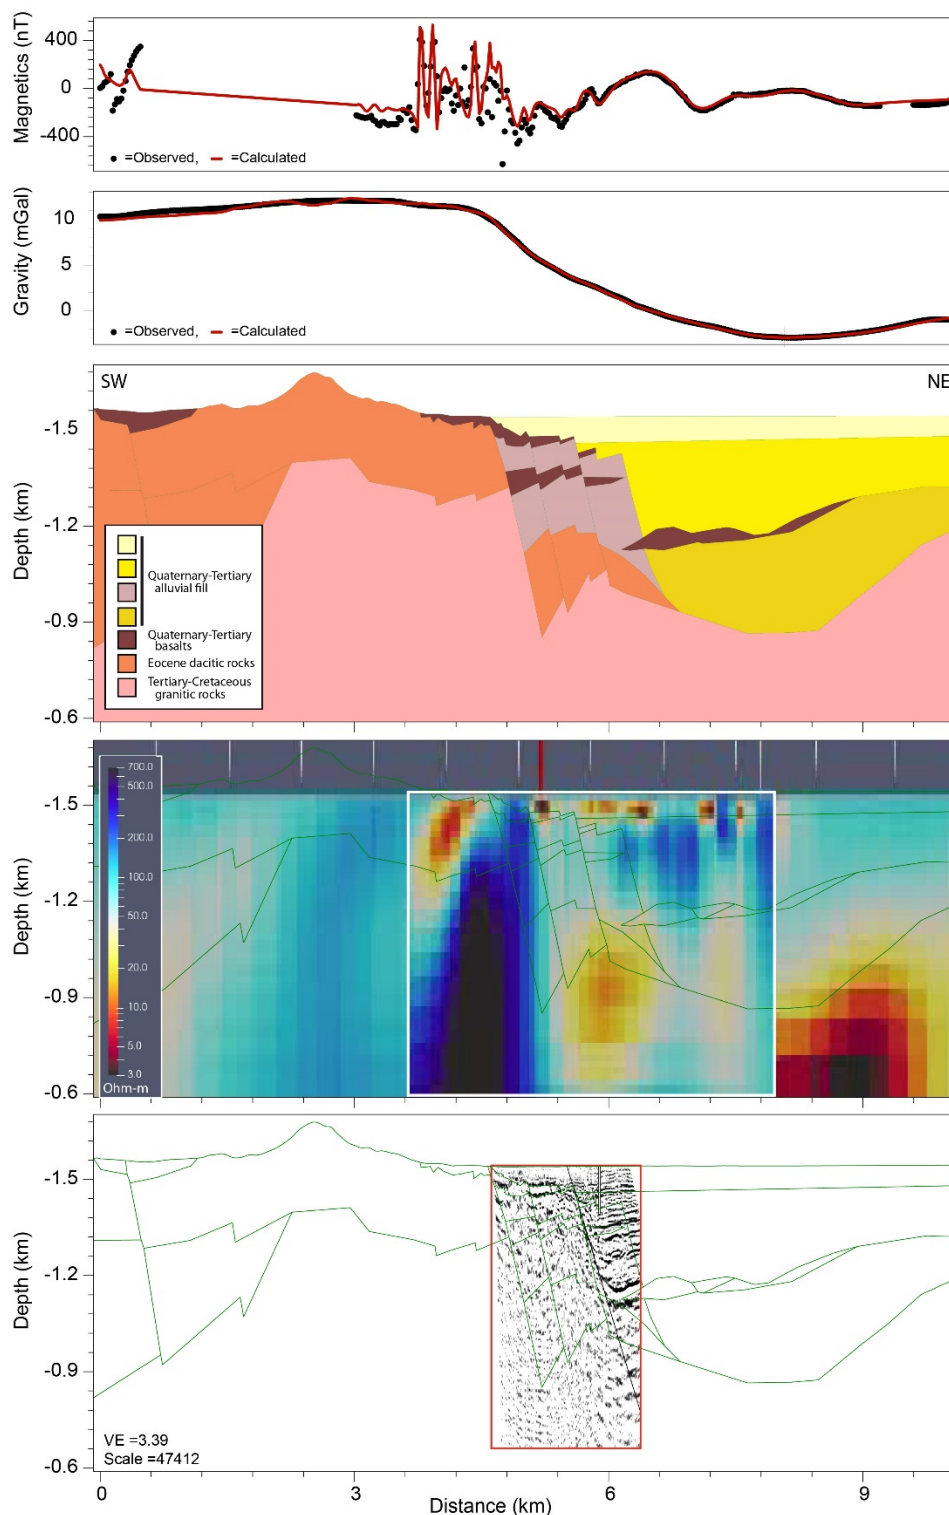 Magnetics (nT)
400
0
-400
=Observed, =Calculated
Gravity (mGal)
10
5
0
=Observed, =Calculated
SW
NE
Depth (km)
-1.5
-1.2
-0.9
-0.6
Quaternary-Tertiary
alluvial fill
Quaternary-Tertiary
basalts
Eocene dacitic rocks
Tertiary-Cretaceous
granitic rocks
Depth (km)
-1.5
-1.2
-0.9
-0.6
700.0
500.0
200.0
100.0
50.0
20.0
10.0
5.0
3.0
Ohm-m
Depth (km)
-1.5
-1.2
-0.9
-0.6
VE =3.39
Scale =47412
0
3
6
9
Distance (km)